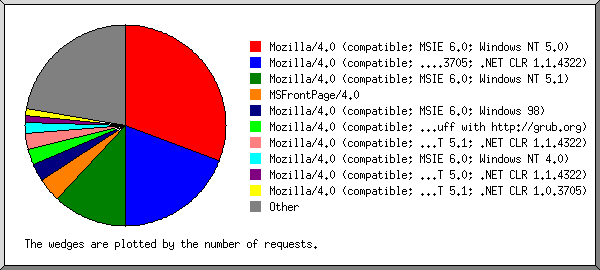 Mozilla/4.0 (compatible; MSIE 6.0; Windows NT 5.0)
Mozilla/4.0 (compatible; ....3705; .NET CLR 1.1.4322)
Mozilla/4.0 (compatible; MSIE 6.0; Windows NT 5.1)
MSFrontPage/4.0
Mozilla/4.0 (compatible; MSIE 6.0; Windows 98)
Mozilla/4.0 (compatible; ...uff with http://grub.org)
Mozilla/4.0 (compatible; ...T 5.1; .NET CLR 1.1.4322)
Mozilla/4.0 (compatible; MSIE 6.0; Windows NT 4.0)
Mozilla/4.0 (compatible; ...T 5.0; .NET CLR 1.1.4322)
Mozilla/4.0 (compatible; ...T 5.1; .NET CLR 1.0.3705)
Other
The wedges are plotted by the number of requests.